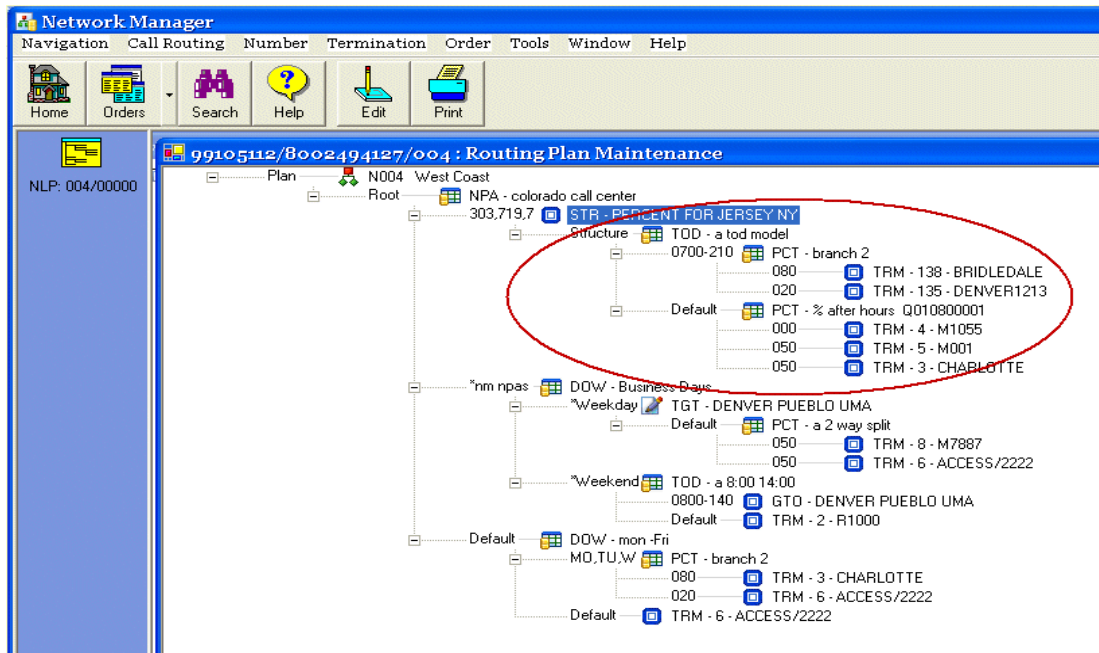 Network Manager
Navigation Call Routing Number Termination Order Tools Window Help
Home Orders Search Help Edit Print
NLP: 004/00000
99105112/8002494127/004 : Routing Plan Maintenance
Plan N004 West Coast
Root NPA - colorado call center
303,719,7 STR - PERCENT FOR JERSEY NY
Structure TOD - a tod model
0700-210 PCT - branch 2
080 TRM - 138 - BRIDLEDALE
020 TRM - 135 - DENVER1213
Default PCT - % after hours Q010800001
000 TRM - 4 - M1055
050 TRM - 5 - M001
050 TRM - 3 - CHARLOTTE
*nm npas DOW - Business Days
*Weekday TGT - DENVER PUEBLO UMA
Default PCT - a 2 way split
050 TRM - 8 - M7887
050 TRM - 6 - ACCESS/2222
*Weekend TOD - a 8:00 14:00
0800-140 GTO - DENVER PUEBLO UMA
Default TRM - 2 - R1000
Default DOW - mon -Fri
MO,TU,W PCT - branch 2
080 TRM - 3 - CHARLOTTE
020 TRM - 6 - ACCESS/2222
Default TRM - 6 - ACCESS/2222